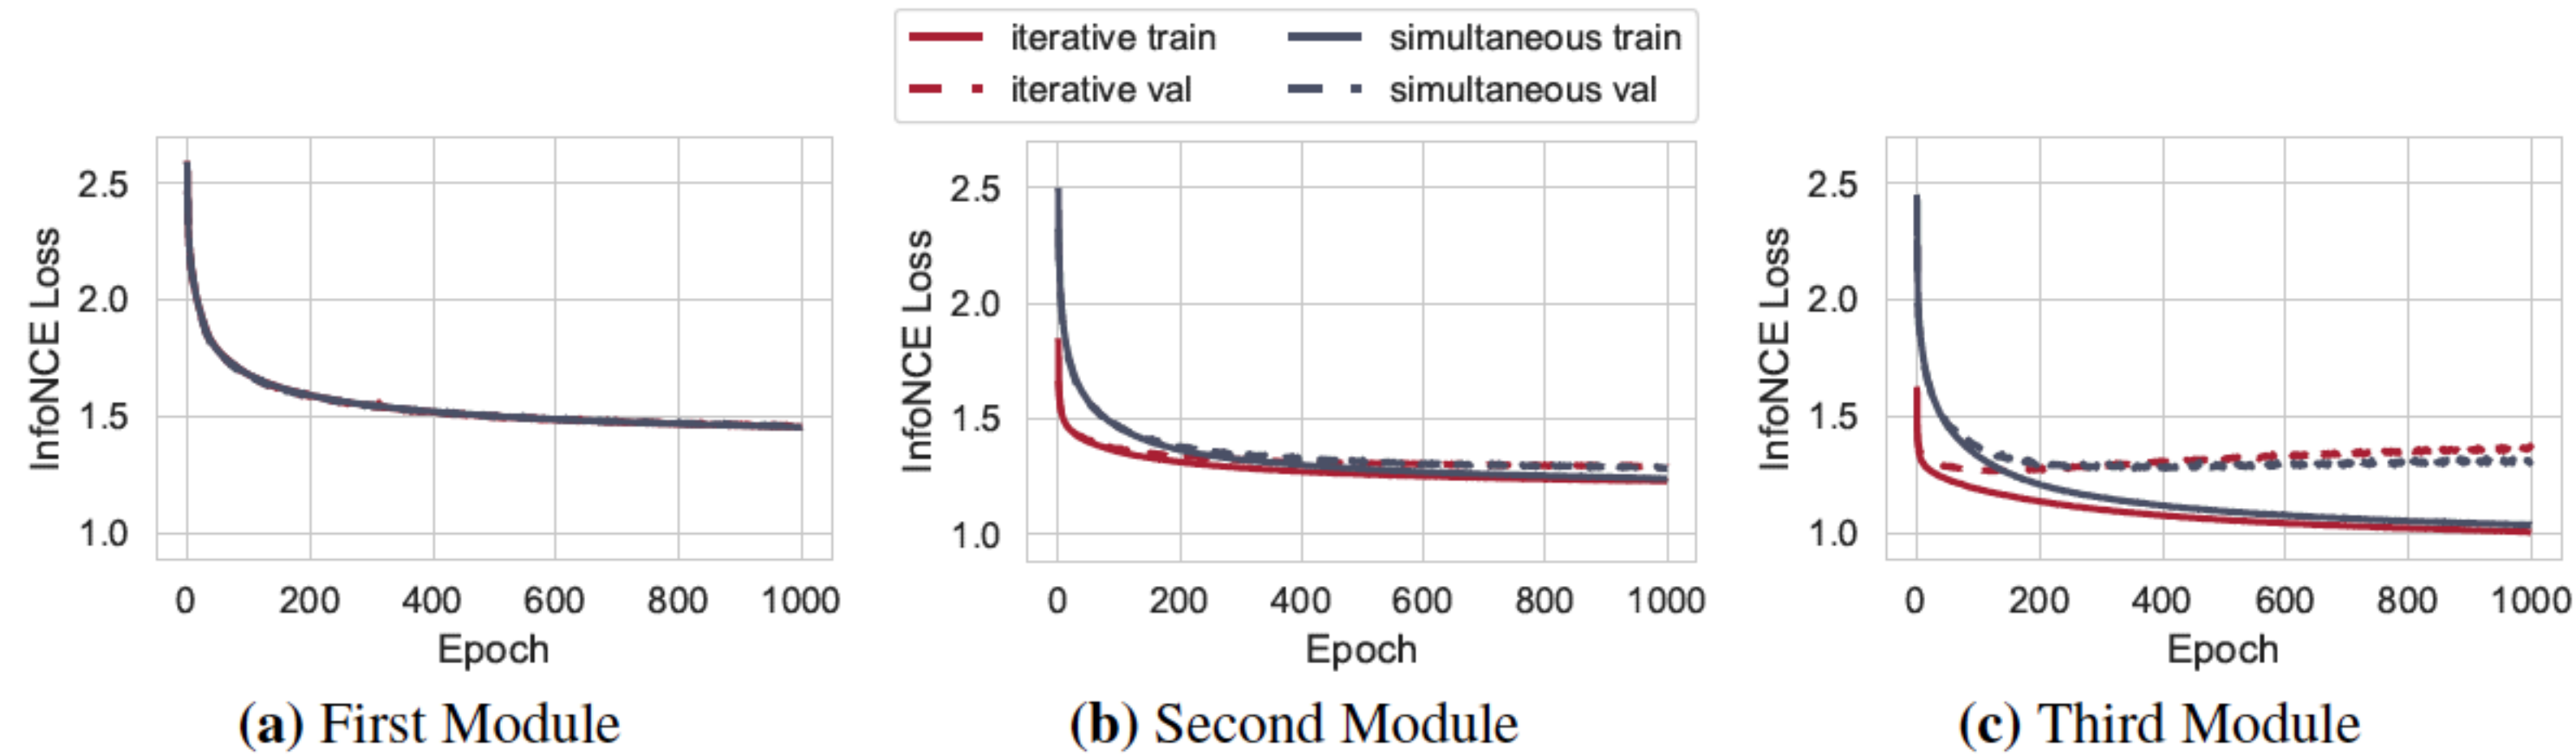 iterative train
simultaneous train
iterative val
simultaneous val
InfoNCE Loss
2.5
2.0
1.5
1.0
0 200 400 600 800 1000
Epoch
(a) First Module
InfoNCE Loss
2.5
2.0
1.5
1.0
0 200 400 600 800 1000
Epoch
(b) Second Module
InfoNCE Loss
2.5
2.0
1.5
1.0
0 200 400 600 800 1000
Epoch
(c) Third Module